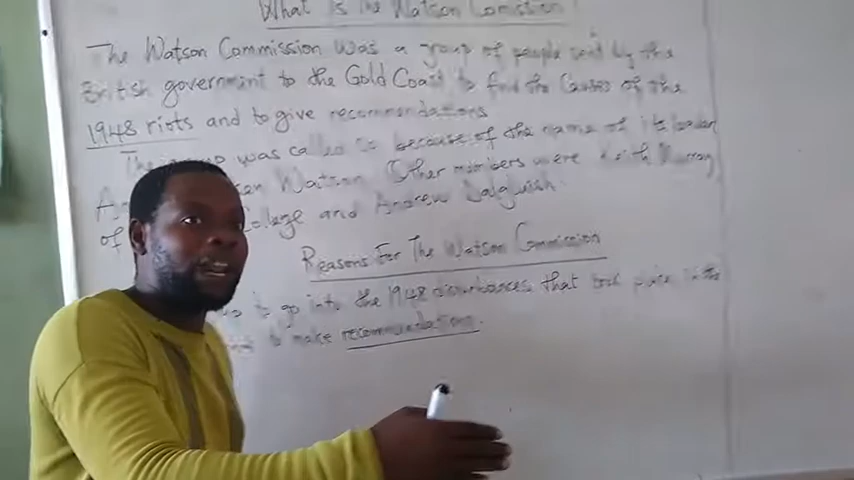 What Is The Watson Commission
The Watson Commission was a group of people sent by the
British Government to the Gold Coast to find the Causes of the
1948 riots and to give recommendations.
The group was called so because of the name of its leader
Watson. Other members were Keith Murray
of College and Andrew Dalgleish.
Reasons For The Watson Commission
to go into the 1948 disturbances that took place in the
to make recommendations.